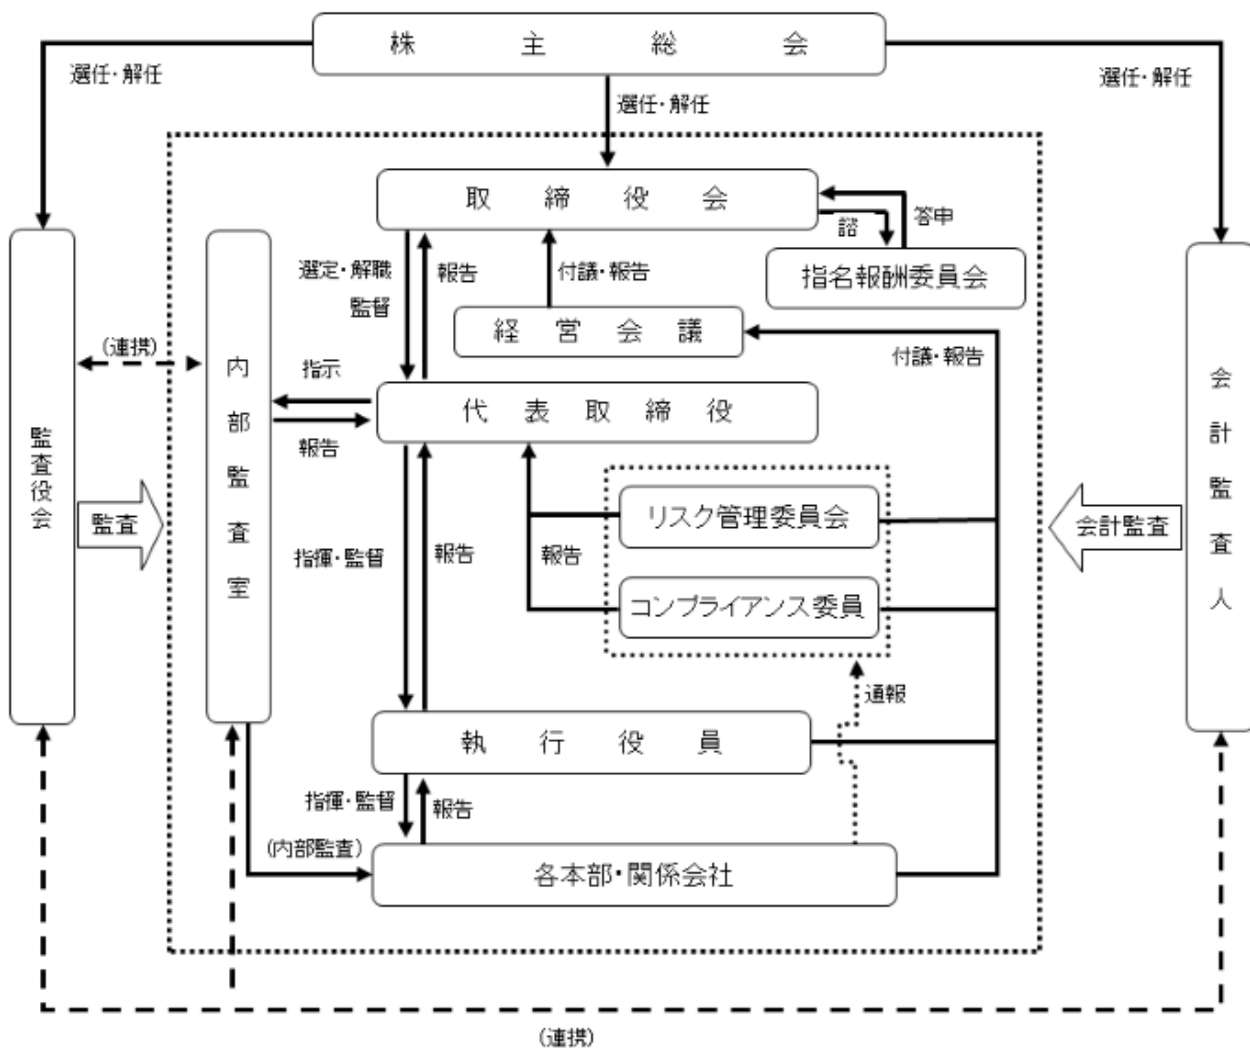 株主総会
選任・解任
選任・解任
選任・解任
取締役会
諮
答申
指名報酬委員会
選定・解職
監督
報告
付議・報告
経営会議
付議・報告
(連携)
指示
報告
代表取締役
内部監査室
監査役会
会計監査人
監査
会計監査
リスク管理委員会
コンプライアンス委員
報告
指揮・監督
報告
通報
執行役員
指揮・監督
報告
(内部監査)
各本部・関係会社
(連携)